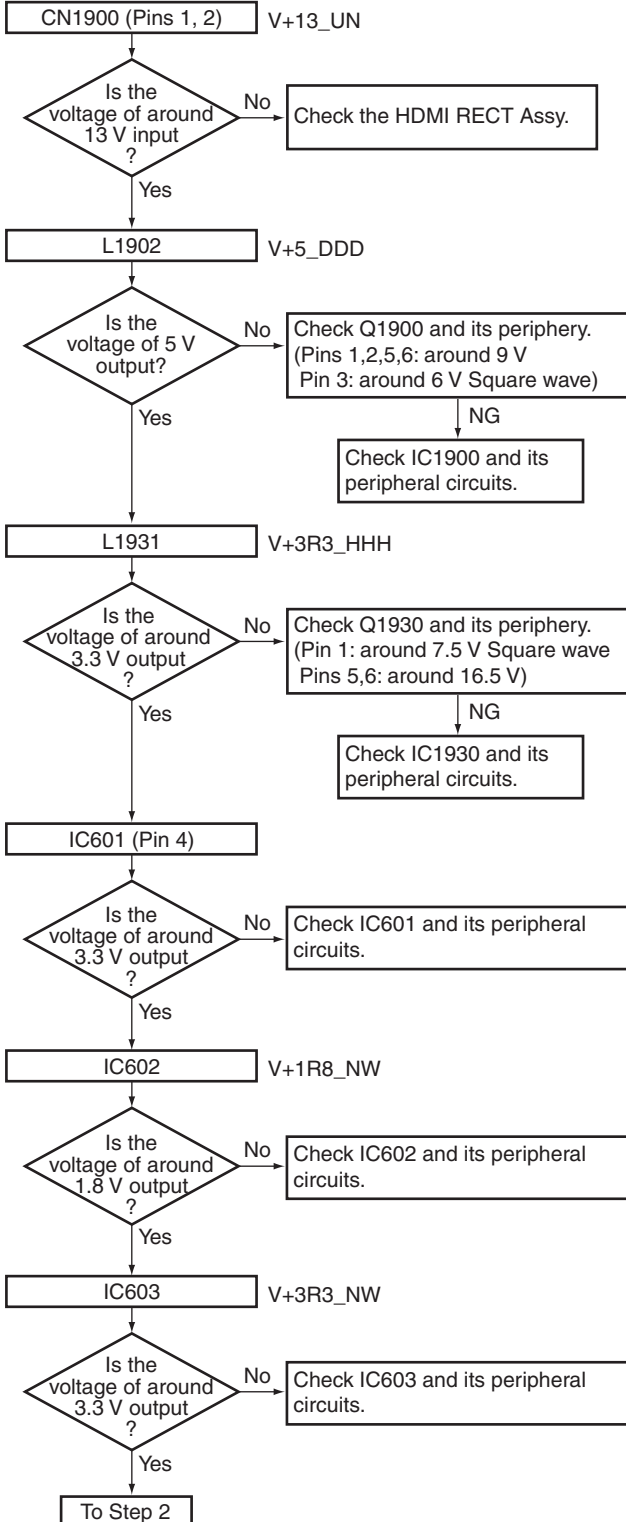 CN1900 (Pins 1, 2)
V+13_UN
Is the
voltage of around
13 V input
?
No
Check the HDMI RECT Assy.
Yes
L1902
V+5_DDD
Is the
voltage of 5 V
output?
No
Check Q1900 and its periphery.
(Pins 1,2,5,6: around 9 V
Pin 3: around 6 V Square wave)
Yes
NG
Check IC1900 and its
peripheral circuits.
L1931
V+3R3_HHH
Is the
voltage of around
3.3 V output
?
No
Check Q1930 and its periphery.
(Pin 1: around 7.5 V Square wave
Pins 5,6: around 16.5 V)
Yes
NG
Check IC1930 and its
peripheral circuits.
IC601 (Pin 4)
Is the
voltage of around
3.3 V output
?
No
Check IC601 and its peripheral
circuits.
Yes
IC602
V+1R8_NW
Is the
voltage of around
1.8 V output
?
No
Check IC602 and its peripheral
circuits.
Yes
IC603
V+3R3_NW
Is the
voltage of around
3.3 V output
?
No
Check IC603 and its peripheral
circuits.
Yes
To Step 2